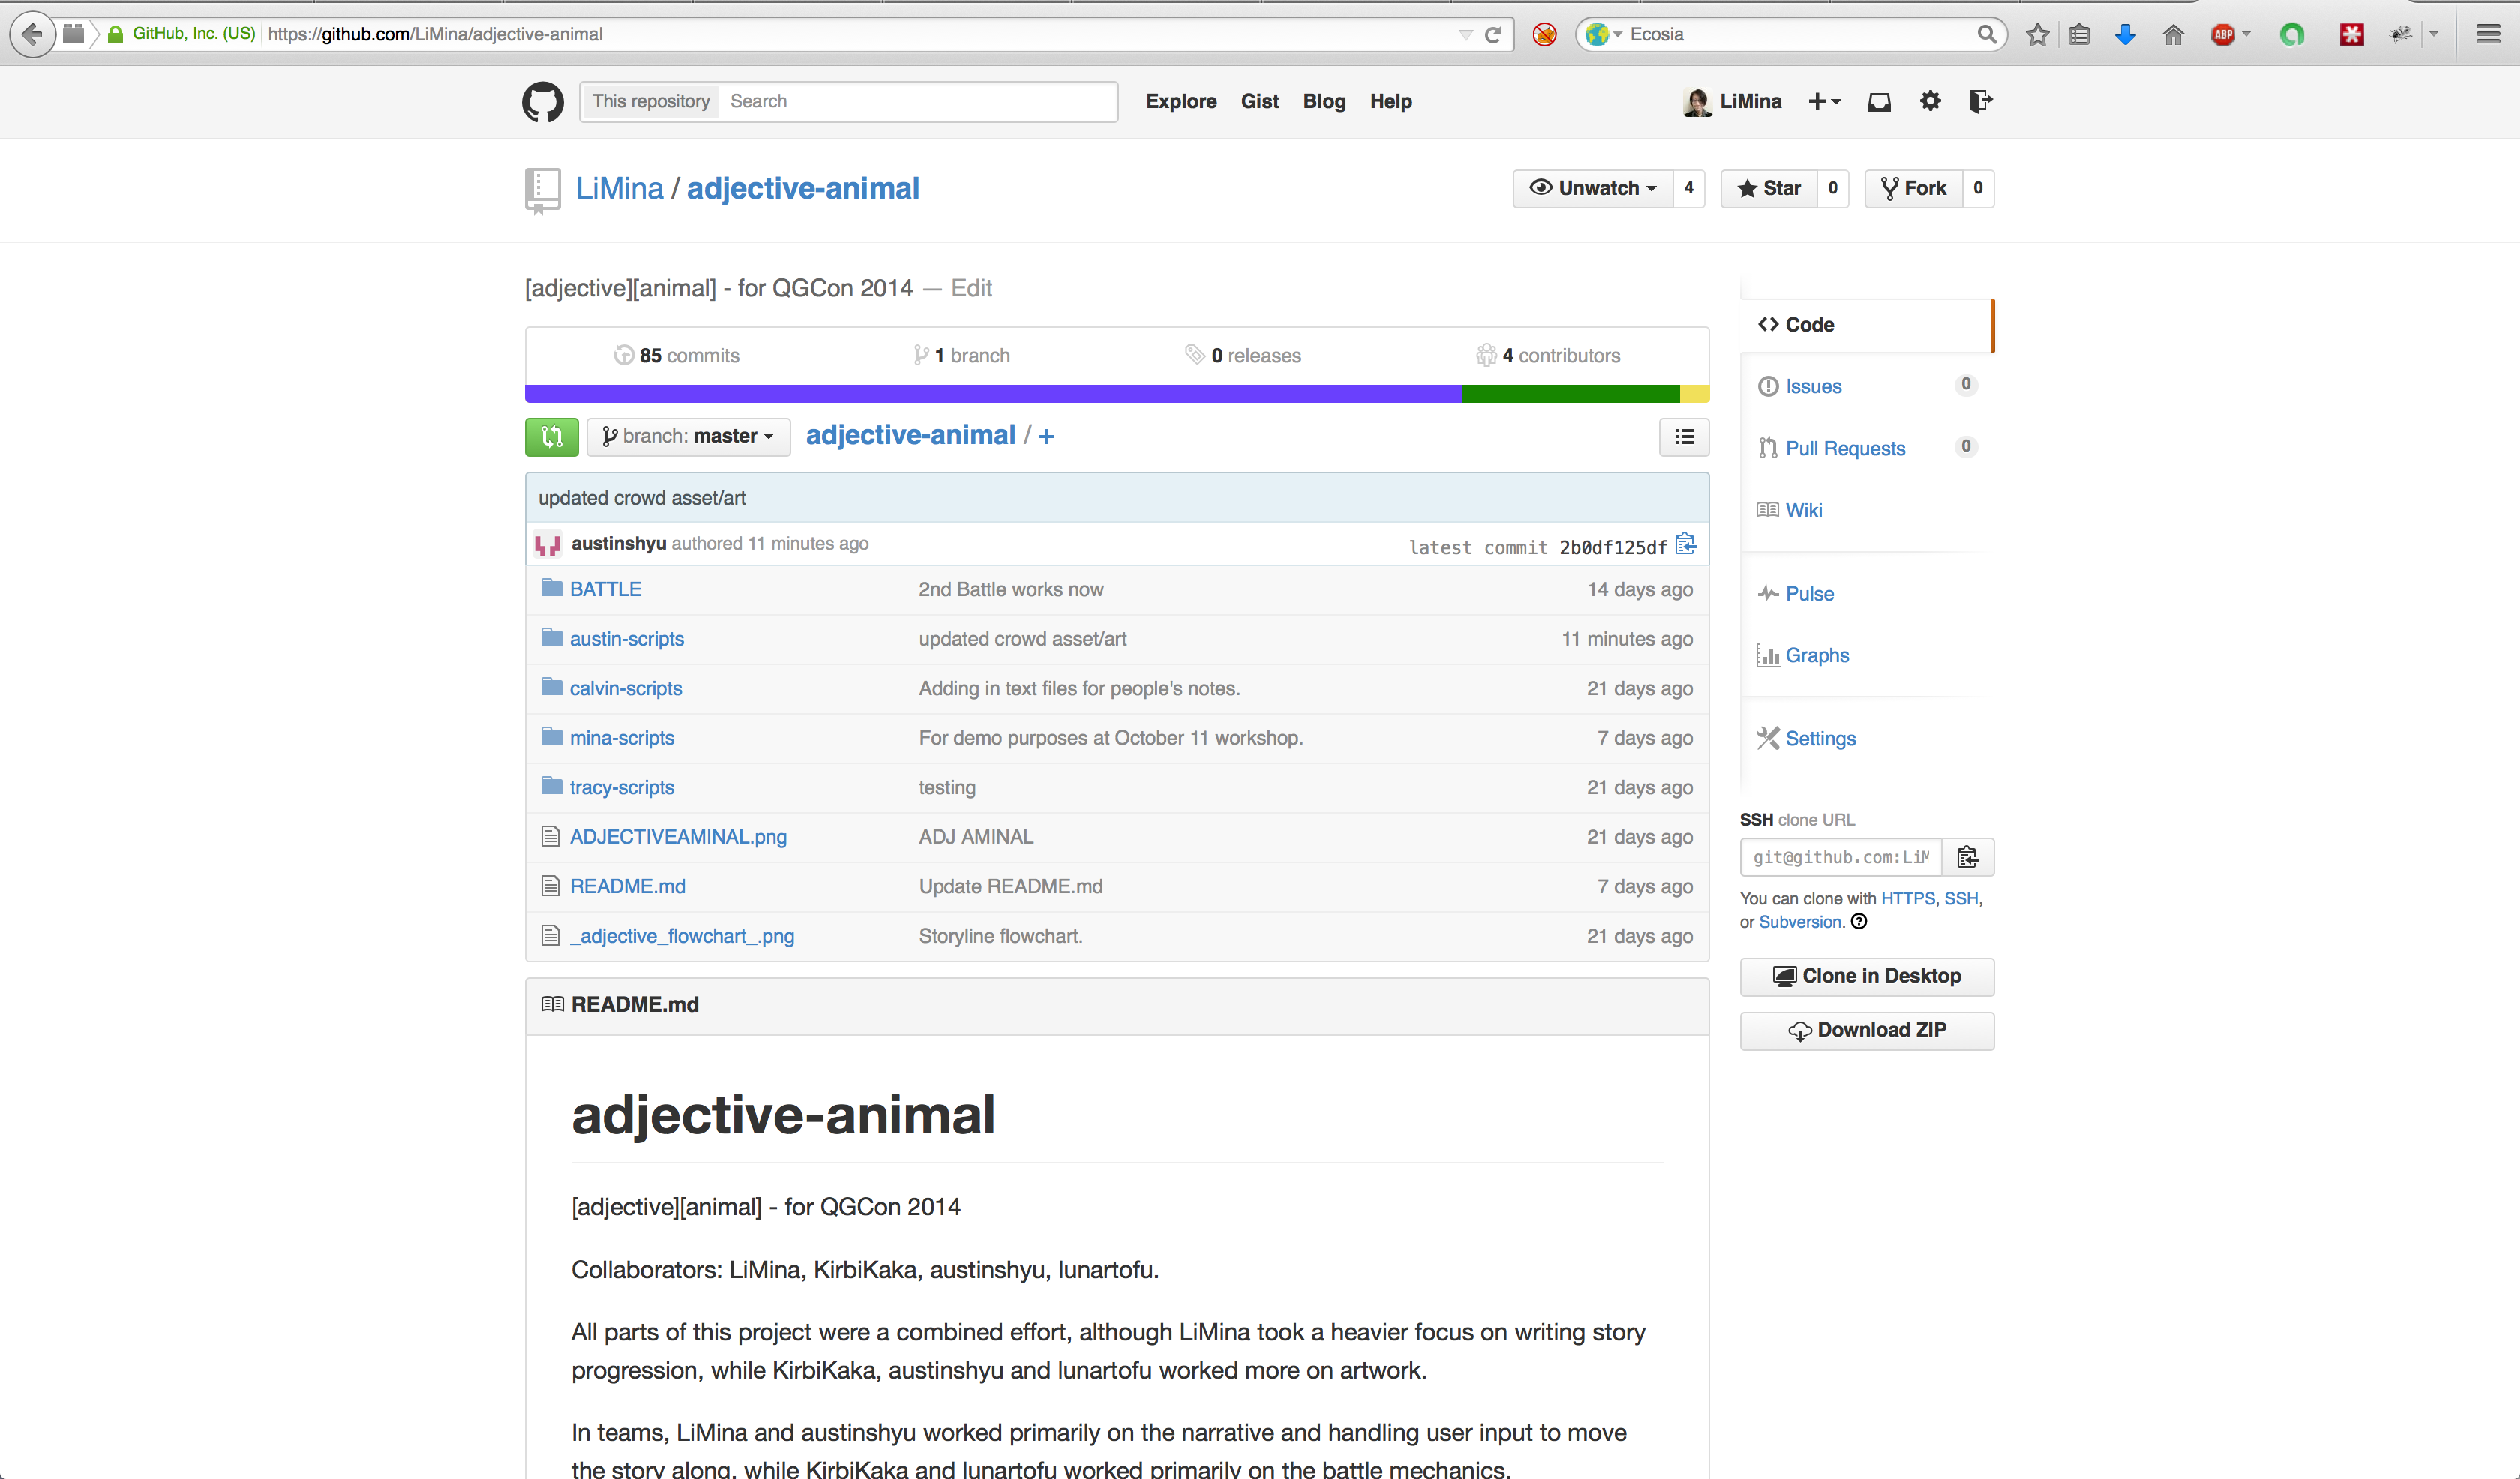 GitHub, Inc. (US) https://github.com/LiMina/adjective-animal Ecosia ABP
This repository Search Explore Gist Blog Help LiMina
LiMina / adjective-animal Unwatch 4 Star 0 Fork 0
[adjective][animal] - for QGCon 2014 — Edit
85 commits 1 branch 0 releases 4 contributors
branch: master adjective-animal / +
updated crowd asset/art
austinshyu authored 11 minutes ago latest commit 2b0df125df
BATTLE 2nd Battle works now 14 days ago
austin-scripts updated crowd asset/art 11 minutes ago
calvin-scripts Adding in text files for people's notes. 21 days ago
mina-scripts For demo purposes at October 11 workshop. 7 days ago
tracy-scripts testing 21 days ago
ADJECTIVEAMINAL.png ADJ AMINAL 21 days ago
README.md Update README.md 7 days ago
_adjective_flowchart_.png Storyline flowchart. 21 days ago
Code
Issues 0
Pull Requests 0
Wiki
Pulse
Graphs
Settings
SSH clone URL
git@github.com:LiM
You can clone with HTTPS, SSH,
or Subversion.
Clone in Desktop
Download ZIP
README.md
adjective-animal
[adjective][animal] - for QGCon 2014
Collaborators: LiMina, KirbiKaka, austinshyu, lunartofu.
All parts of this project were a combined effort, although LiMina took a heavier focus on writing story
progression, while KirbiKaka, austinshyu and lunartofu worked more on artwork.
In teams, LiMina and austinshyu worked primarily on the narrative and handling user input to move
the story along, while KirbiKaka and lunartofu worked primarily on the battle mechanics.